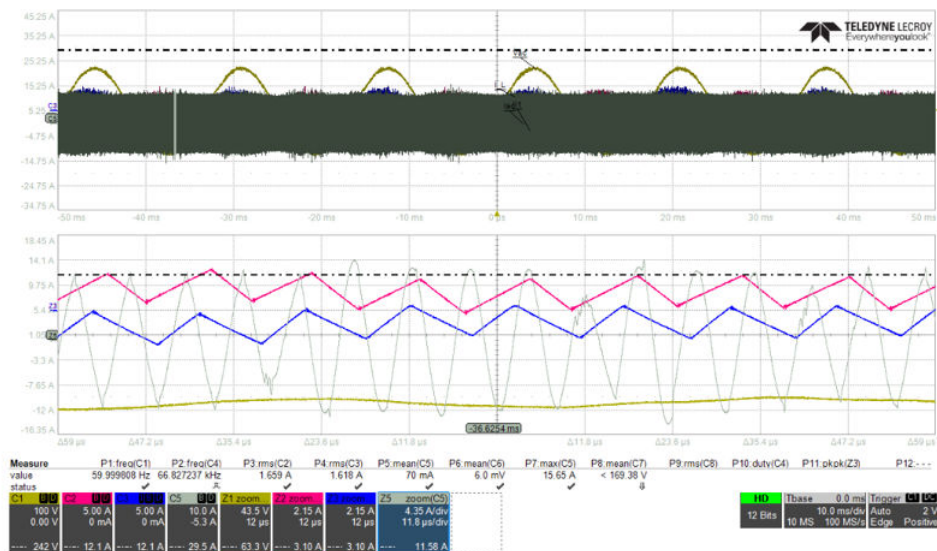 45.25 A
TELEDYNE LECROY
Everywhereyoulook"
35.25 A
25.25 A
15.25 A
5.25 A
-4.75 A
-14.75 A
-24.75 A
-34.75 A
-50 ms -40 ms -30 ms -20 ms -10 ms 0 µs 10 ms 20 ms 30 ms 40 ms 50 ms
18.45 A
14.1 A
9.75 A
5.4 A
-3.3 A
-7.65 A
-12 A
-16.35 A
-36.6254 ms
Δ59 µs Δ47.2 µs Δ35.4 µs Δ23.6 µs Δ11.8 µs Δ11.8 µs Δ23.6 µs Δ35.4 µs Δ47.2 µs Δ59 µs
Measure P1:freq(C1) P2:freq(C4) P3:rms(C2) P4:rms(C3) P5:mean(C5) P6:mean(C6) P7:max(C5) P8:mean(C7) P9:rms(C8) P10:duty(C4) P11:pkpk(Z3) P12:---
value 59.999808 Hz 66.827237 kHz 1.659 A 1.618 A 70 mA 6.0 mV 15.65 A < 169.38 V
status
C1 C2 C5 Z1 zoom... Z2 zoom... Z5 zoom(C5) HD Tbase 0.0 ms Trigger C1 DC
100 V 5.00 A 5.00 A 10.0 A 43.5 V 2.15 A 2.15 A 4.35 A/div 12 Bits 10.0 ms/div Auto 2 V
0.00 V 0 mA 0 mA -5.3 A 12 µs 12 µs 12 µs 11.8 µs/div 10 MS 100 MS/s Edge Positive
242 V 12.1 A 12.1 A 29.5 A 63.3 V 3.10 A 3.10 A 11.58 A